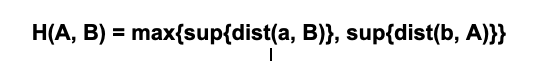 H(A, B) = max{sup{dist(a, B)}, sup{dist(b, A)}}